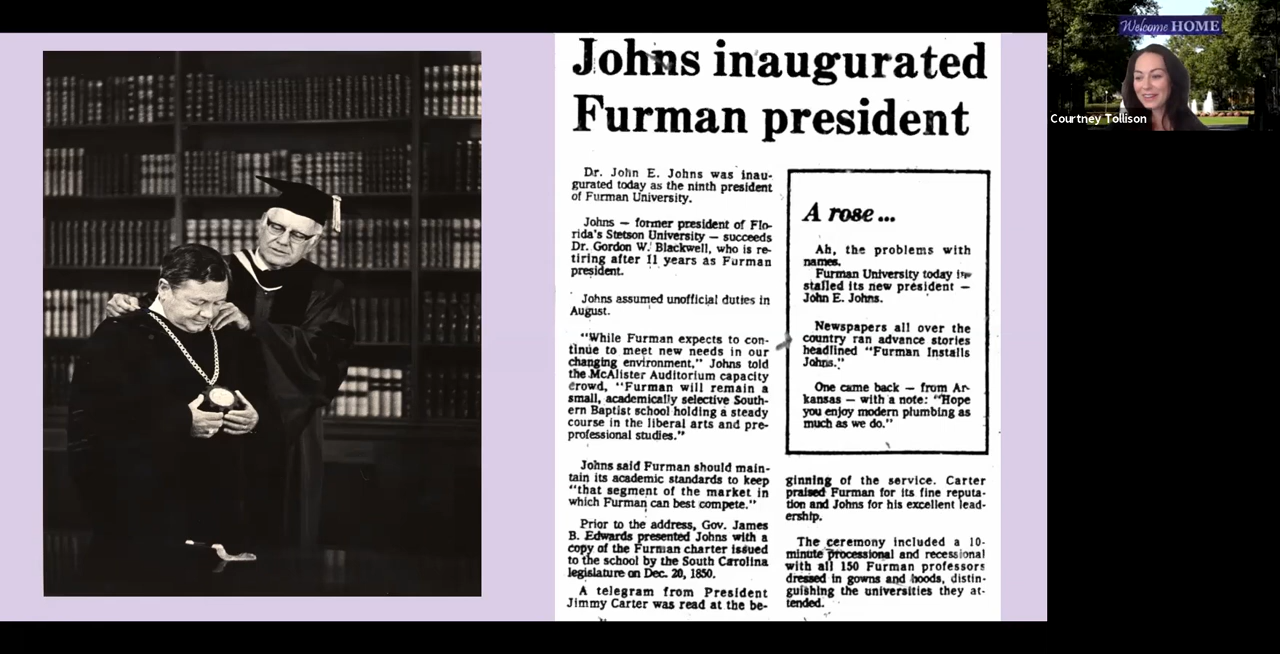 Johns inaugurated
Furman president
Dr. John E. Johns was inau-
gurated today as the ninth president
of Furman University.
Johns — former president of Flo-
rida's Stetson University — succeeds
Dr. Gordon W. Blackwell, who is re-
tiring after 11 years as Furman
president.
Johns assumed unofficial duties in
August.
"While Furman expects to con-
tinue to meet new needs in our
changing environment," Johns told
the McAlister Auditorium capacity
crowd, "Furman will remain a
small, academically selective South-
ern Baptist school holding a steady
course in the liberal arts and pre-
professional studies."
Johns said Furman should main-
tain its academic standards to keep
"that segment of the market in
which Furman can best compete."
Prior to the address, Gov. James
B. Edwards presented Johns with a
copy of the Furman charter issued
to the school by the South Carolina
legislature on Dec. 20, 1850.
A telegram from President
Jimmy Carter was read at the be-
A rose ...
Ah, the problems with
names.
Furman University today in-
stalled its new president —
John E. Johns.
Newspapers all over the
country ran advance stories
headlined "Furman Installs
Johns."
One came back — from Ar-
kansas — with a note: "Hope
you enjoy modern plumbing as
much as we do."
ginning of the service. Carter
praised Furman for its fine reputa-
tion and Johns for his excellent lead-
ership.
The ceremony included a 10-
minute processional and recessional
with all 150 Furman professors
dressed in gowns and hoods, distin-
guishing the universities they at-
tended.
Welcome HOME
Courtney Tollison